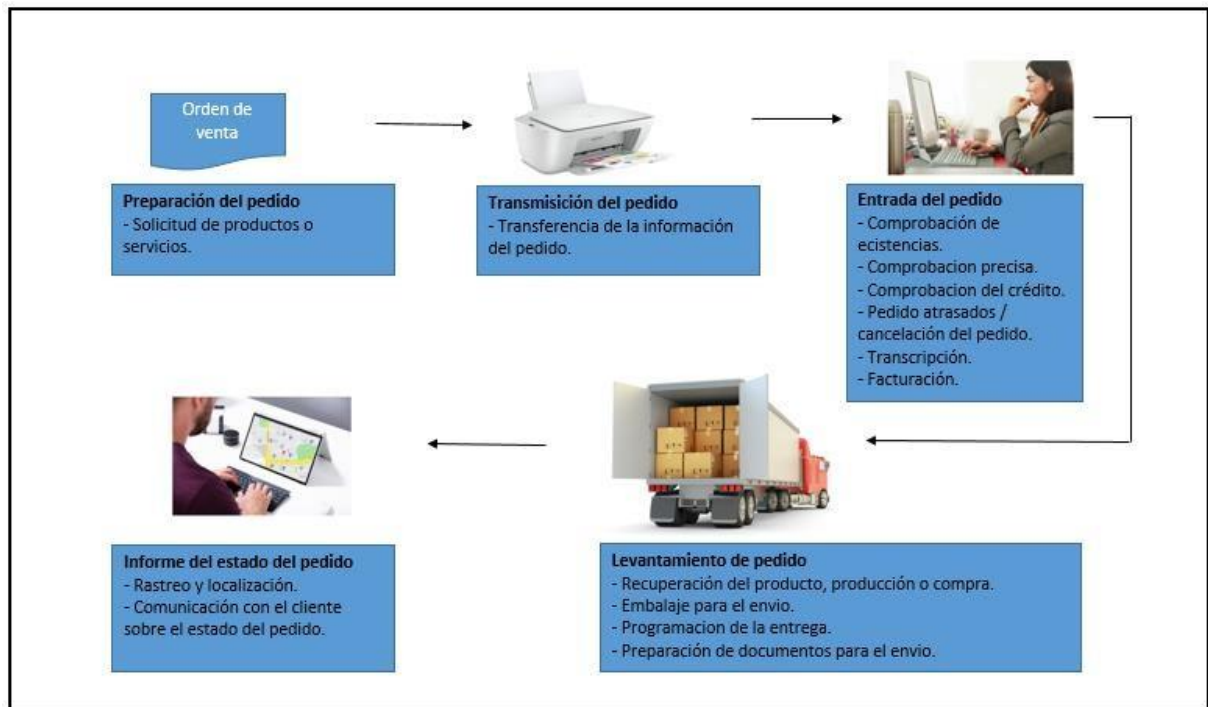 Orden de
venta
Preparación del pedido
- Solicitud de productos o
servicios.
Transmisición del pedido
- Transferencia de la información
del pedido.
Entrada del pedido
- Comprobación de
ecistencias.
- Comprobacion precisa.
- Comprobacion del crédito.
- Pedido atrasados /
cancelación del pedido.
- Transcripción.
- Facturación.
Informe del estado del pedido
- Rastreo y localización.
- Comunicación con el cliente
sobre el estado del pedido.
Levantamiento de pedido
- Recuperación del producto, producción o compra.
- Embalaje para el envio.
- Programacion de la entrega.
- Preparación de documentos para el envio.